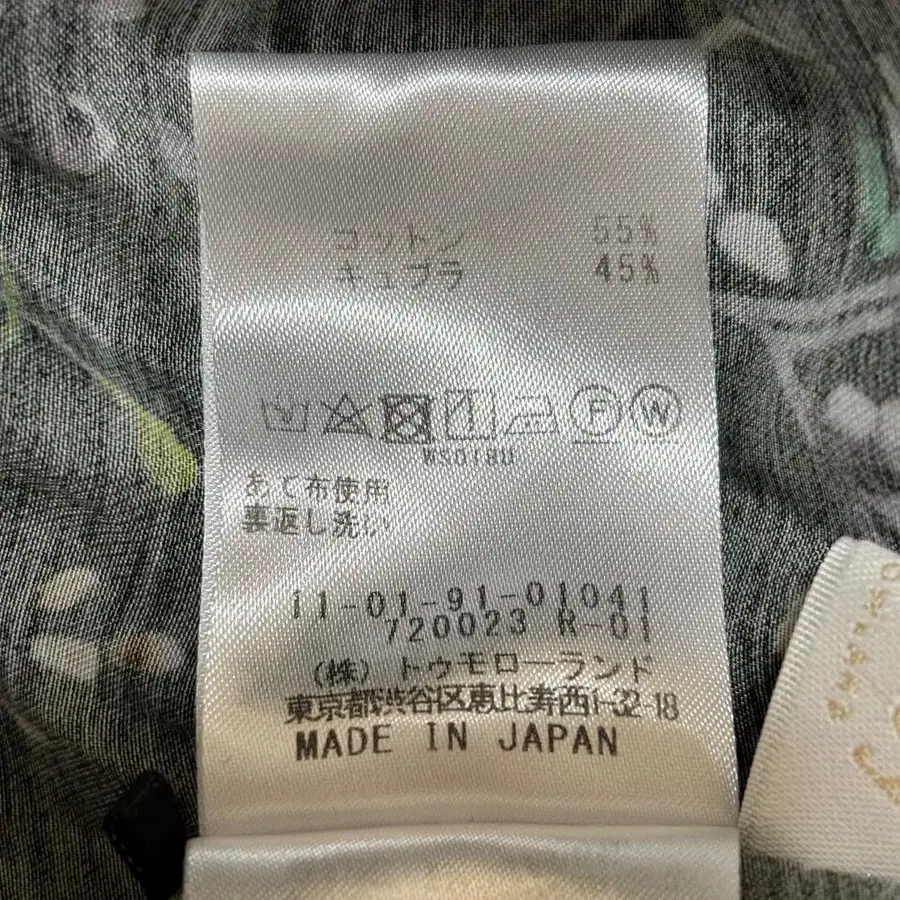 コットン 55%
キュプラ 45%
F W
WS018U
あて布使用
裏返し洗い
11-01-91-01041
720023 R-01
(株) トゥモローランド
東京都渋谷区恵比寿西1-32-18
MADE IN JAPAN